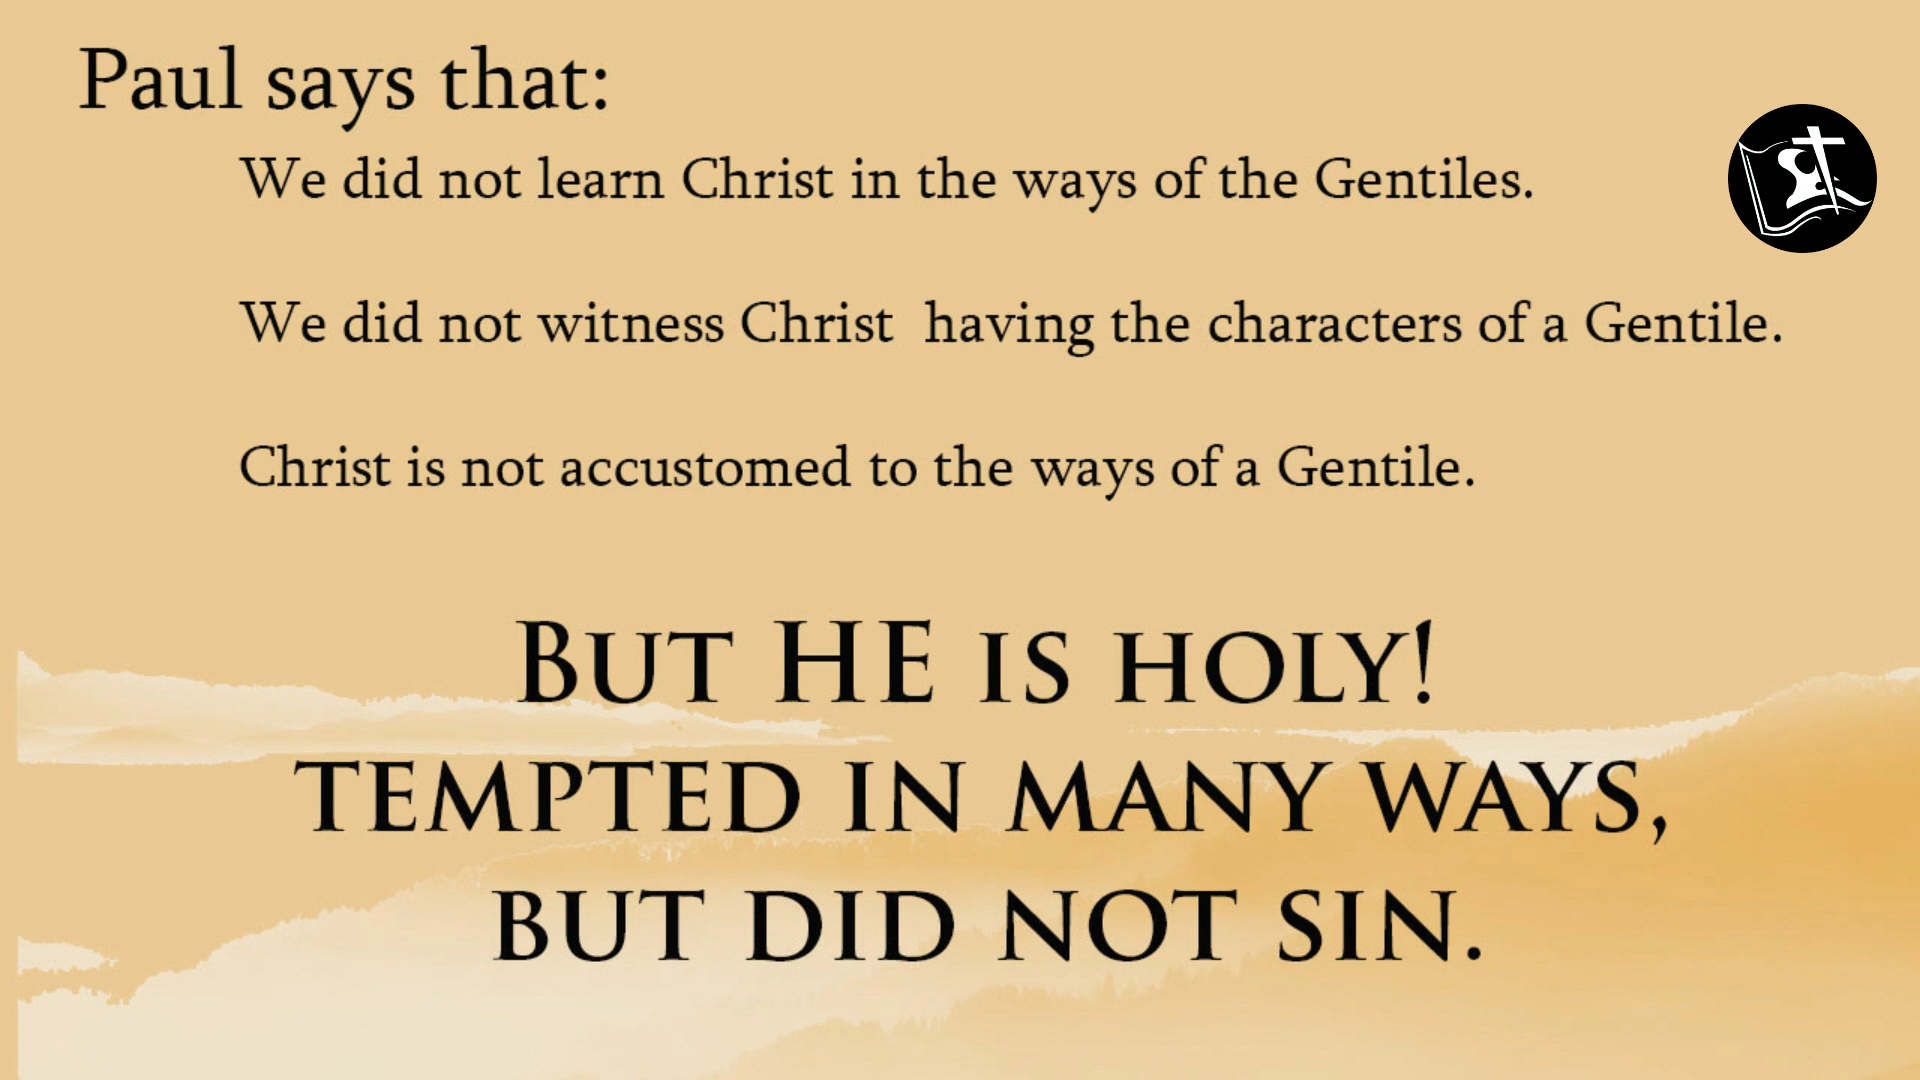 Paul says that:
We did not learn Christ in the ways of the Gentiles.
We did not witness Christ  having the characters of a Gentile.
Christ is not accustomed to the ways of a Gentile.
BUT HE IS HOLY!
TEMPTED IN MANY WAYS,
BUT DID NOT SIN.